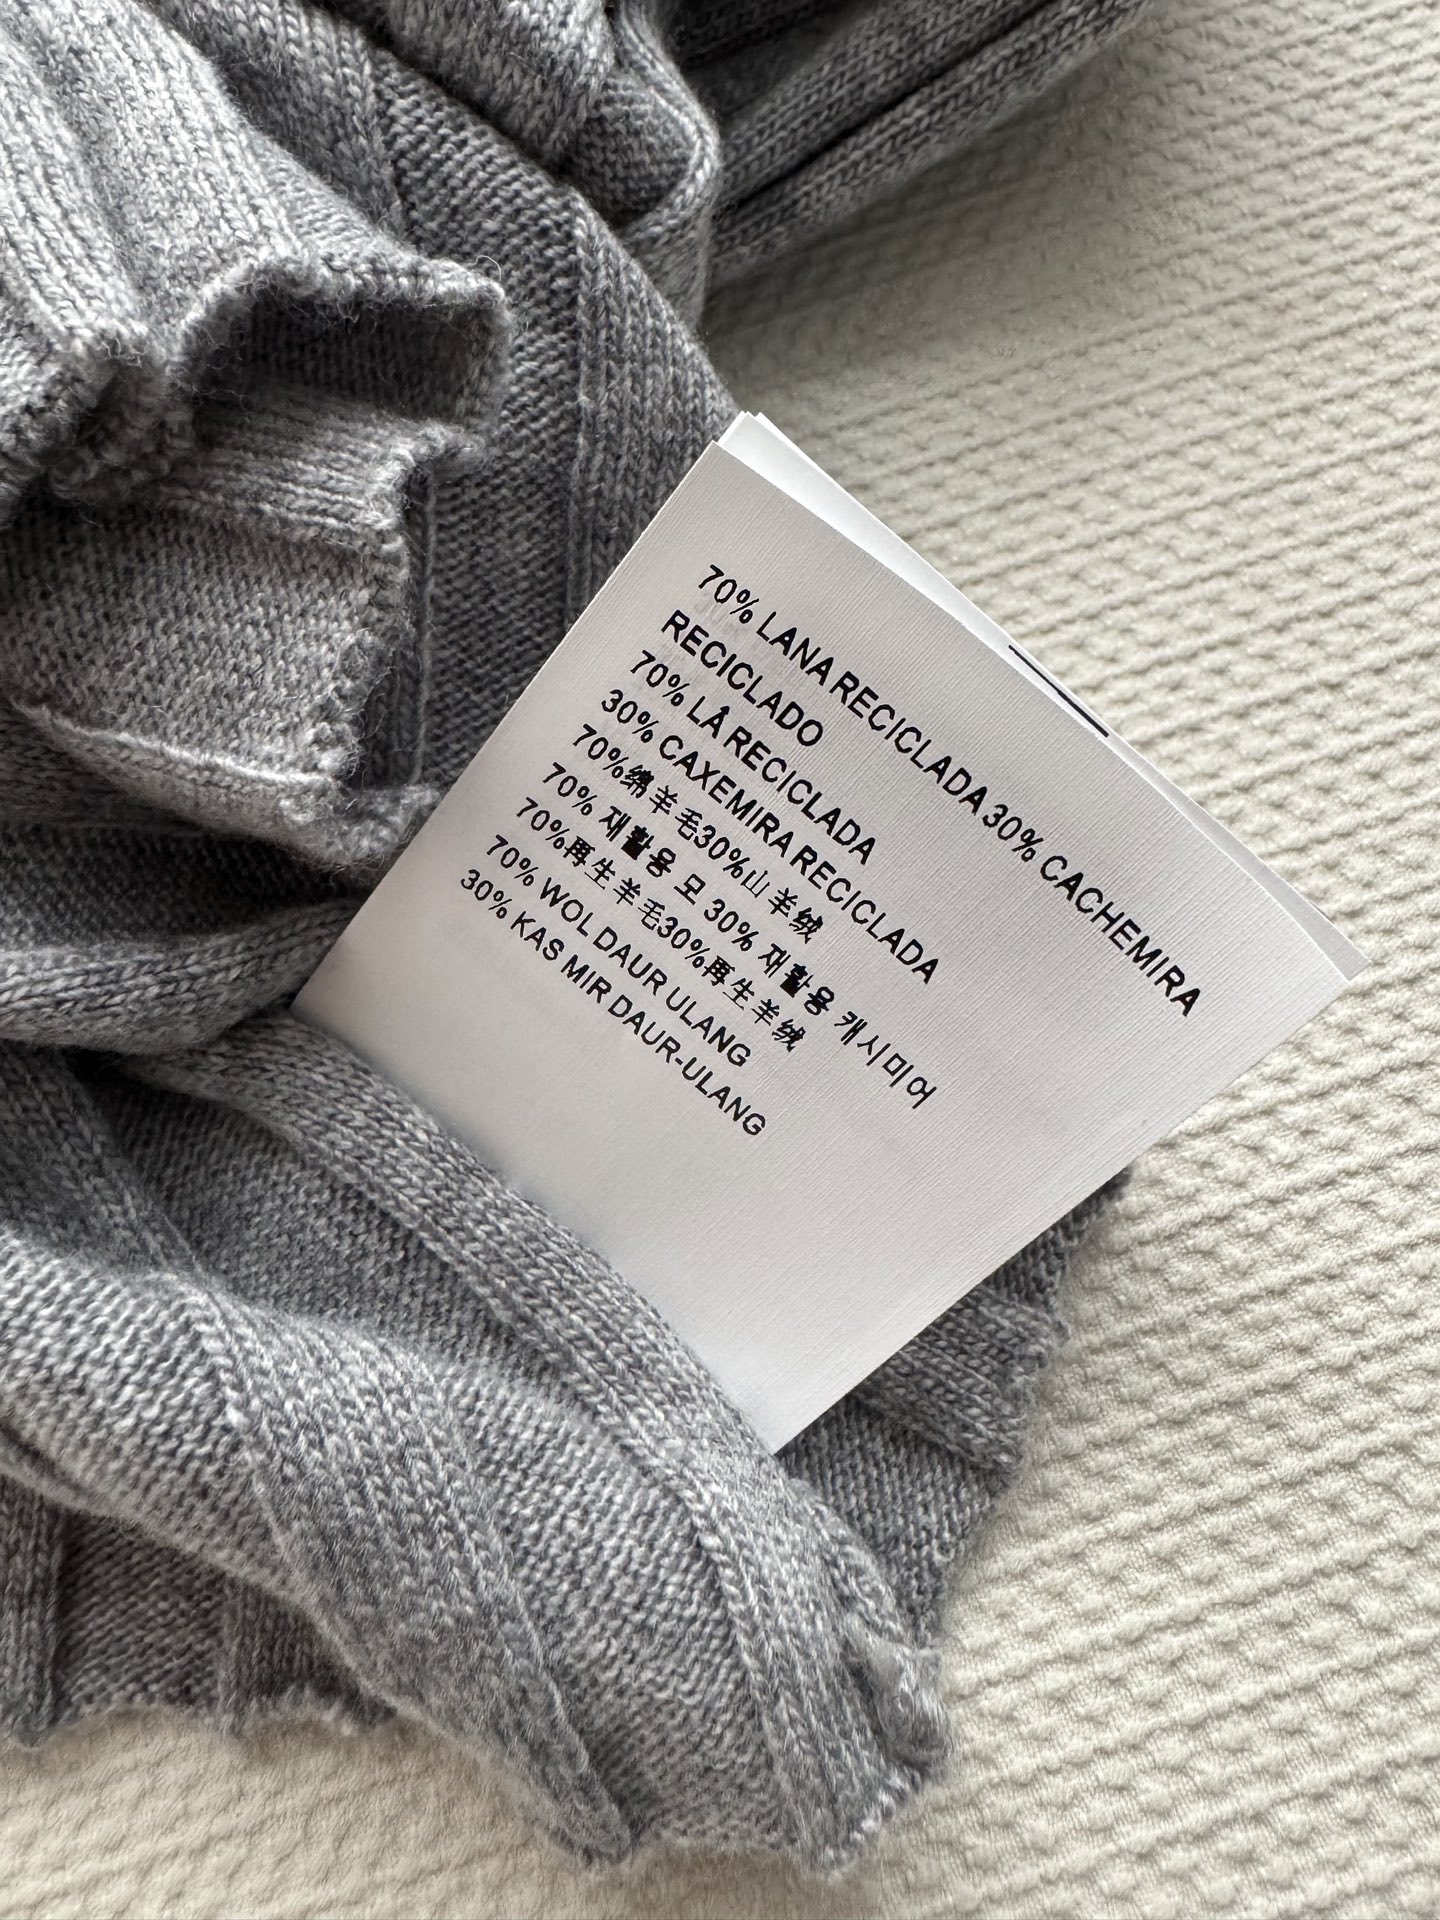 70% LANA RECICLADA 30% CACHEMIRA
RECICLADO
70% LÃ RECICLADA
30% CAXEMIRA RECICLADA
70%绵羊毛30%山羊绒
70% 재활용 모 30% 재활용 캐시미어
70%再生羊毛30%再生羊绒
70% WOL DAUR ULANG
30% KAS MIR DAUR-ULANG